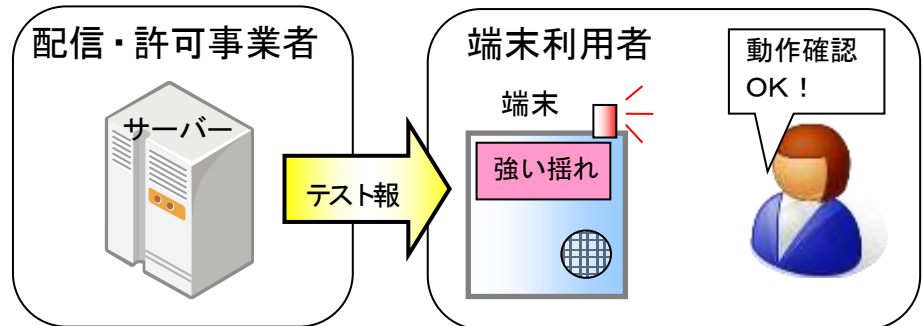 配信・許可事業者
サーバー
テスト報
端末利用者
端末
強い揺れ
動作確認
OK！